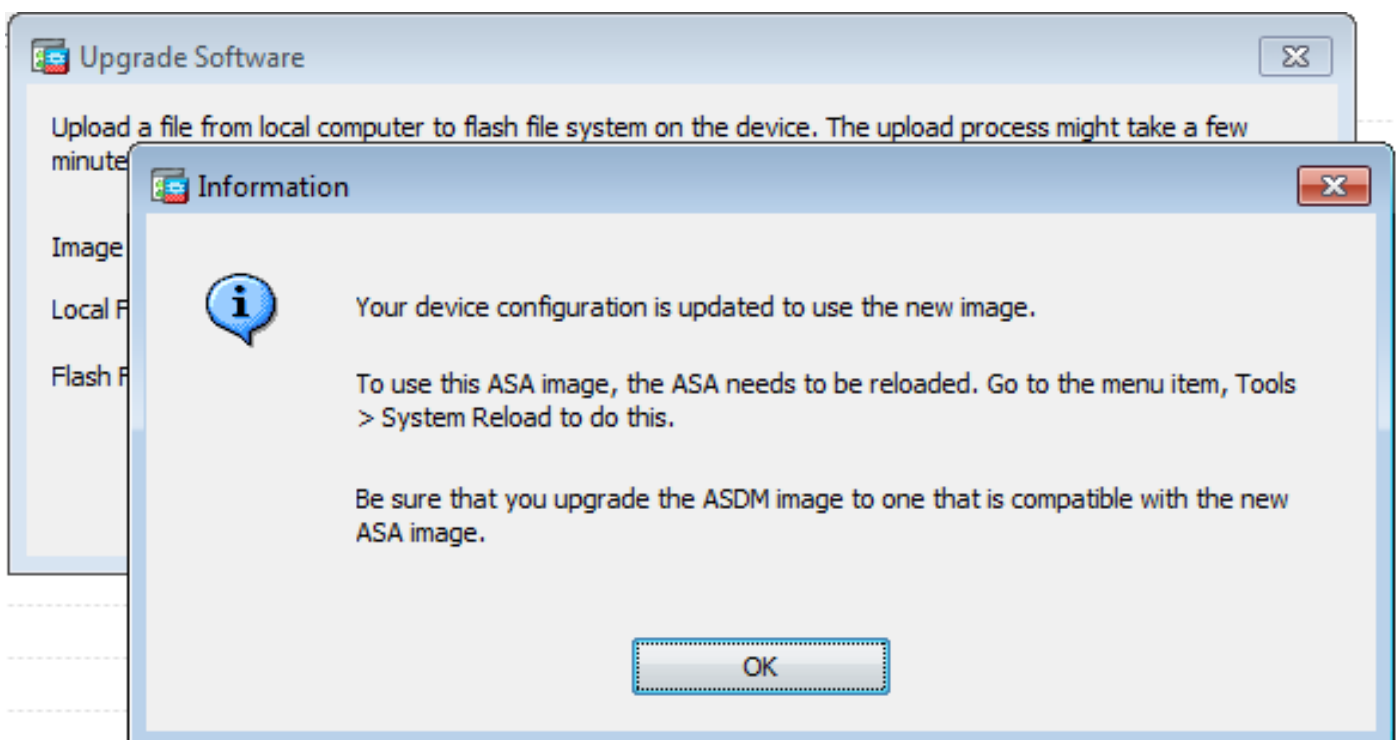 Upgrade Software
Upload a file from local computer to flash file system on the device. The upload process might take a few
minute
Information
Image
Local F
Flash F
Your device configuration is updated to use the new image.
To use this ASA image, the ASA needs to be reloaded. Go to the menu item, Tools
> System Reload to do this.
Be sure that you upgrade the ASDM image to one that is compatible with the new
ASA image.
OK